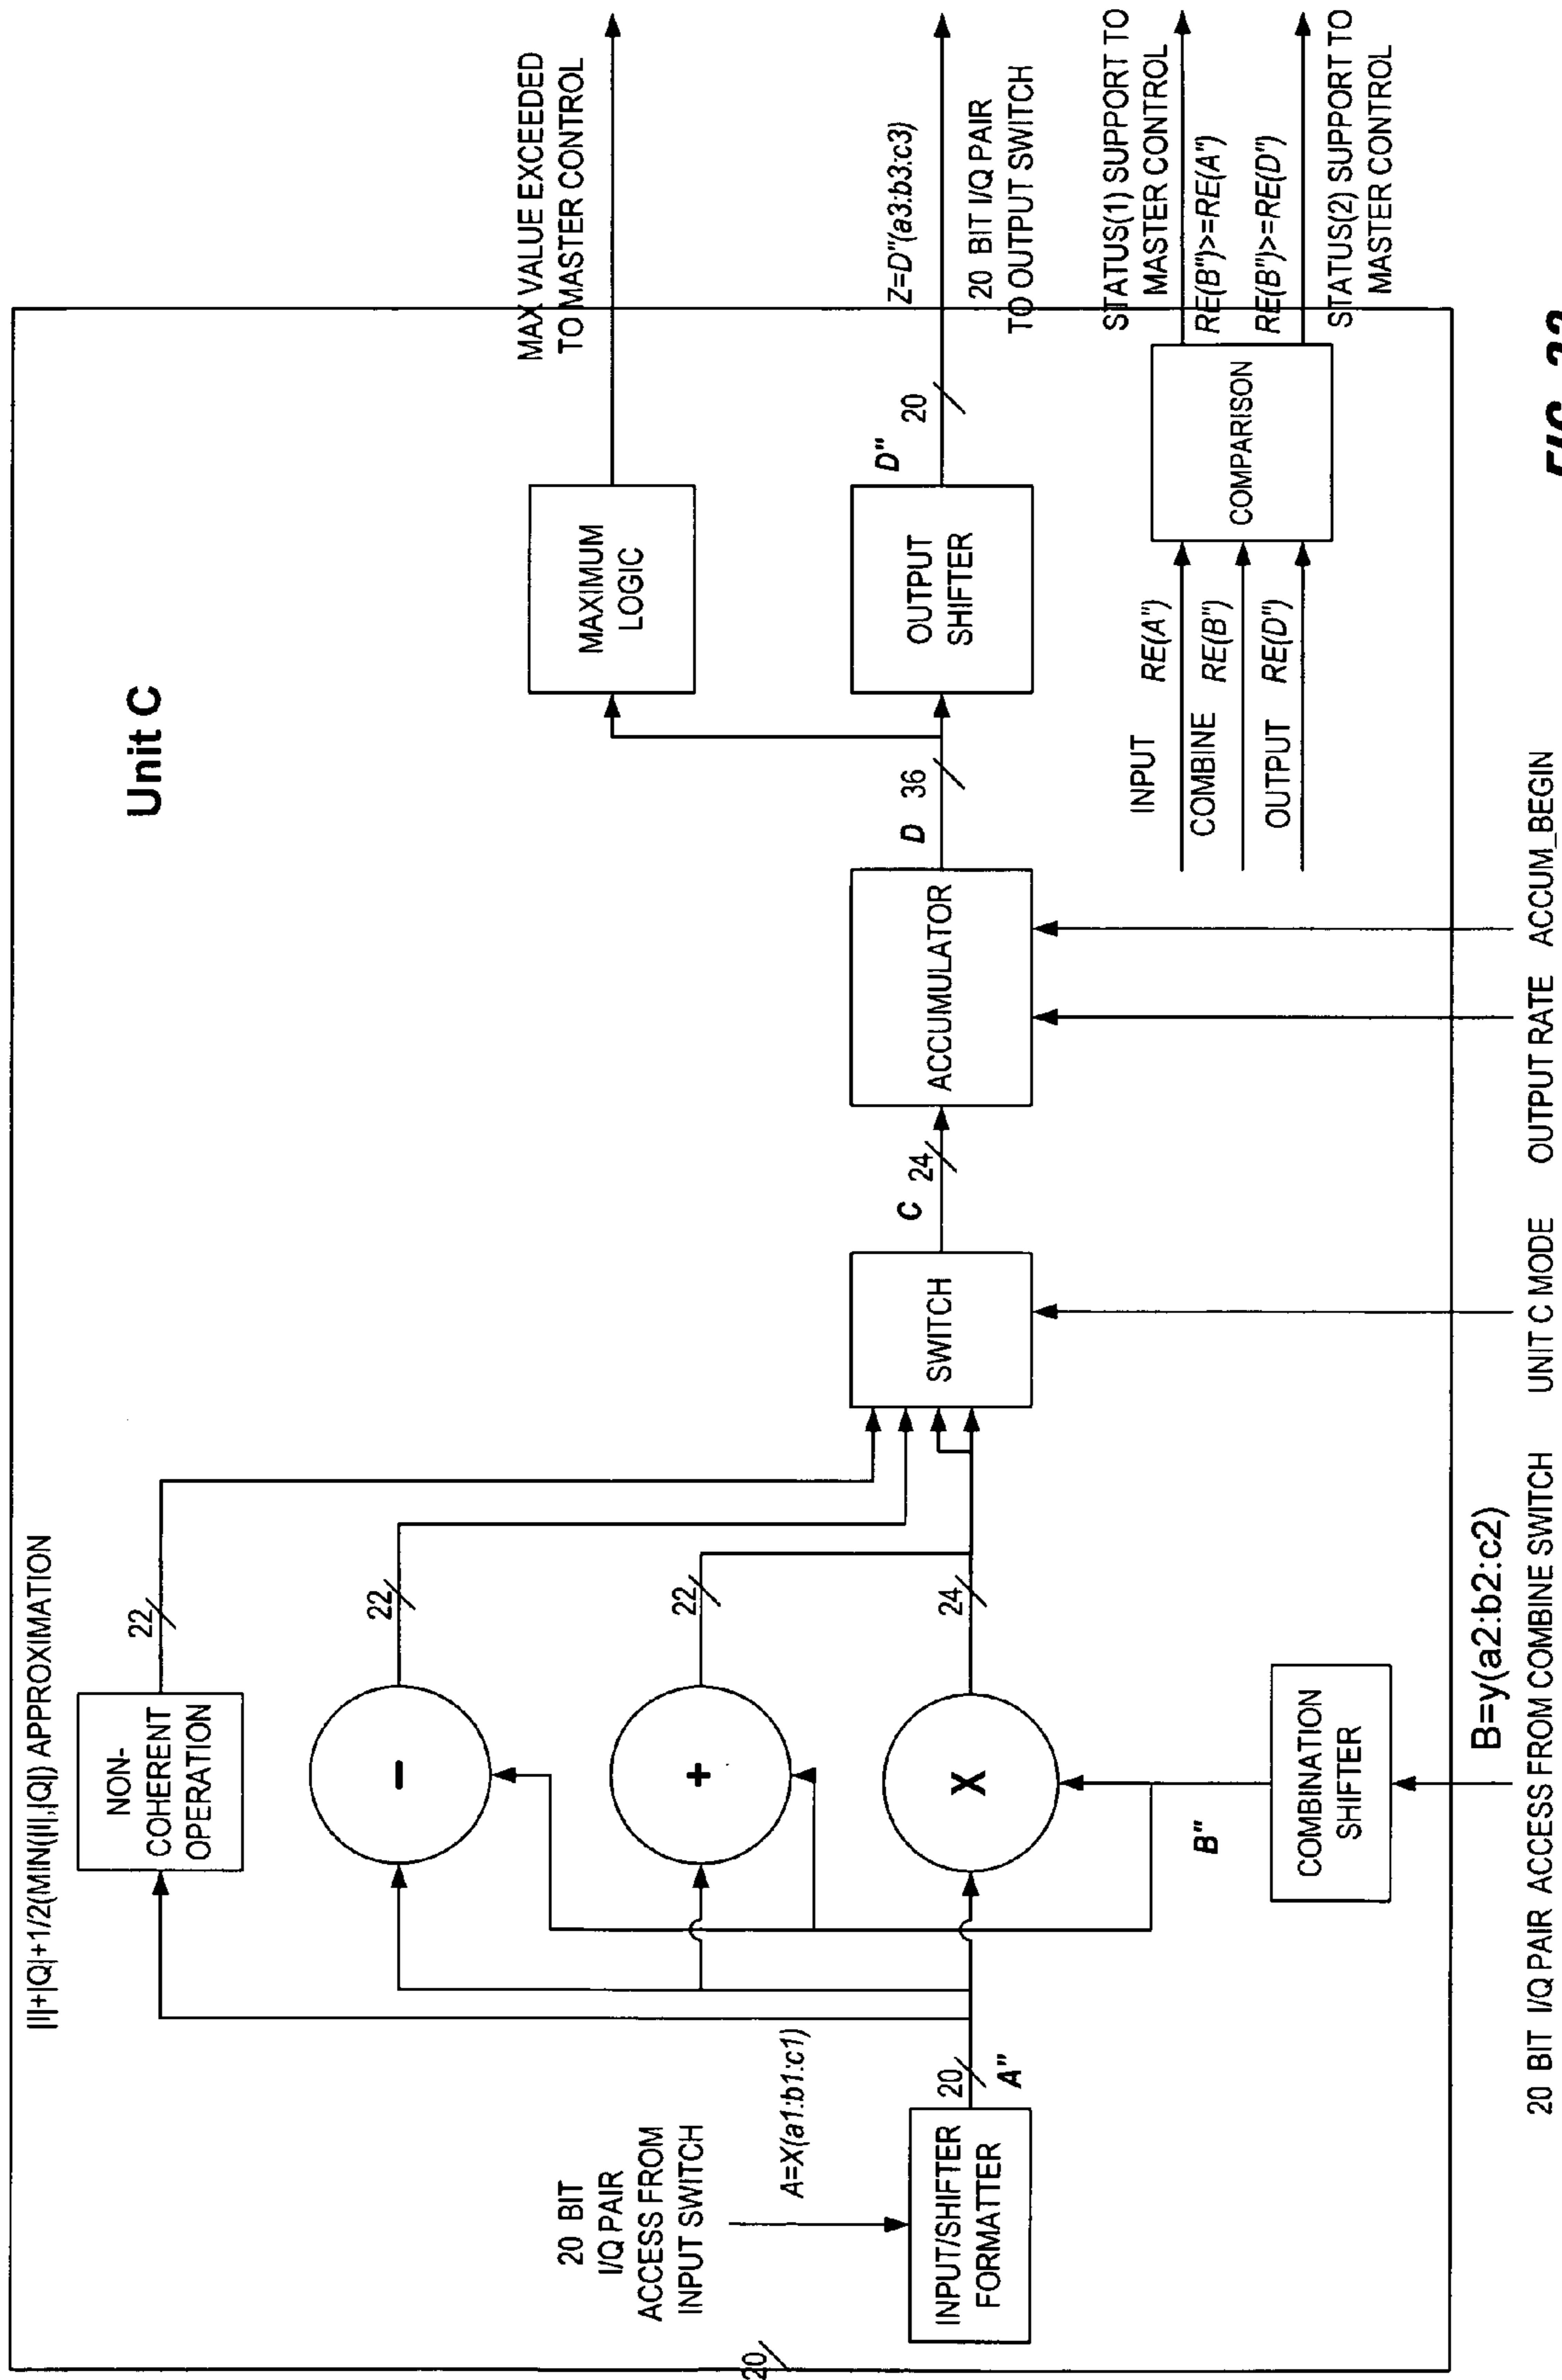 Unit C
||I|+|Q|+1/2(MIN(|I|,|Q|) APPROXIMATION
NON-
COHERENT
OPERATION
22
–
22
+
22
X
24
20 BIT
I/Q PAIR
ACCESS FROM
INPUT SWITCH
A=X(a1:b1:c1)
INPUT/SHIFTER
FORMATTER
20
A"
20
B"
COMBINATION
SHIFTER
B=y(a2:b2:c2)
20 BIT I/Q PAIR ACCESS FROM COMBINE SWITCH
SWITCH
UNIT C MODE
C
24
ACCUMULATOR
OUTPUT RATE
ACCUM_BEGIN
D
36
MAXIMUM
LOGIC
MAX VALUE EXCEEDED
TO MASTER CONTROL
OUTPUT
SHIFTER
D"
20
Z=D"(a3:b3:c3)
20 BIT I/Q PAIR
TO OUTPUT SWITCH
INPUT
RE(A")
COMBINE
RE(B")
OUTPUT
RE(D")
COMPARISON
STATUS(1) SUPPORT TO
MASTER CONTROL
RE(B")>=RE(A")
RE(B")>=RE(D")
STATUS(2) SUPPORT TO
MASTER CONTROL